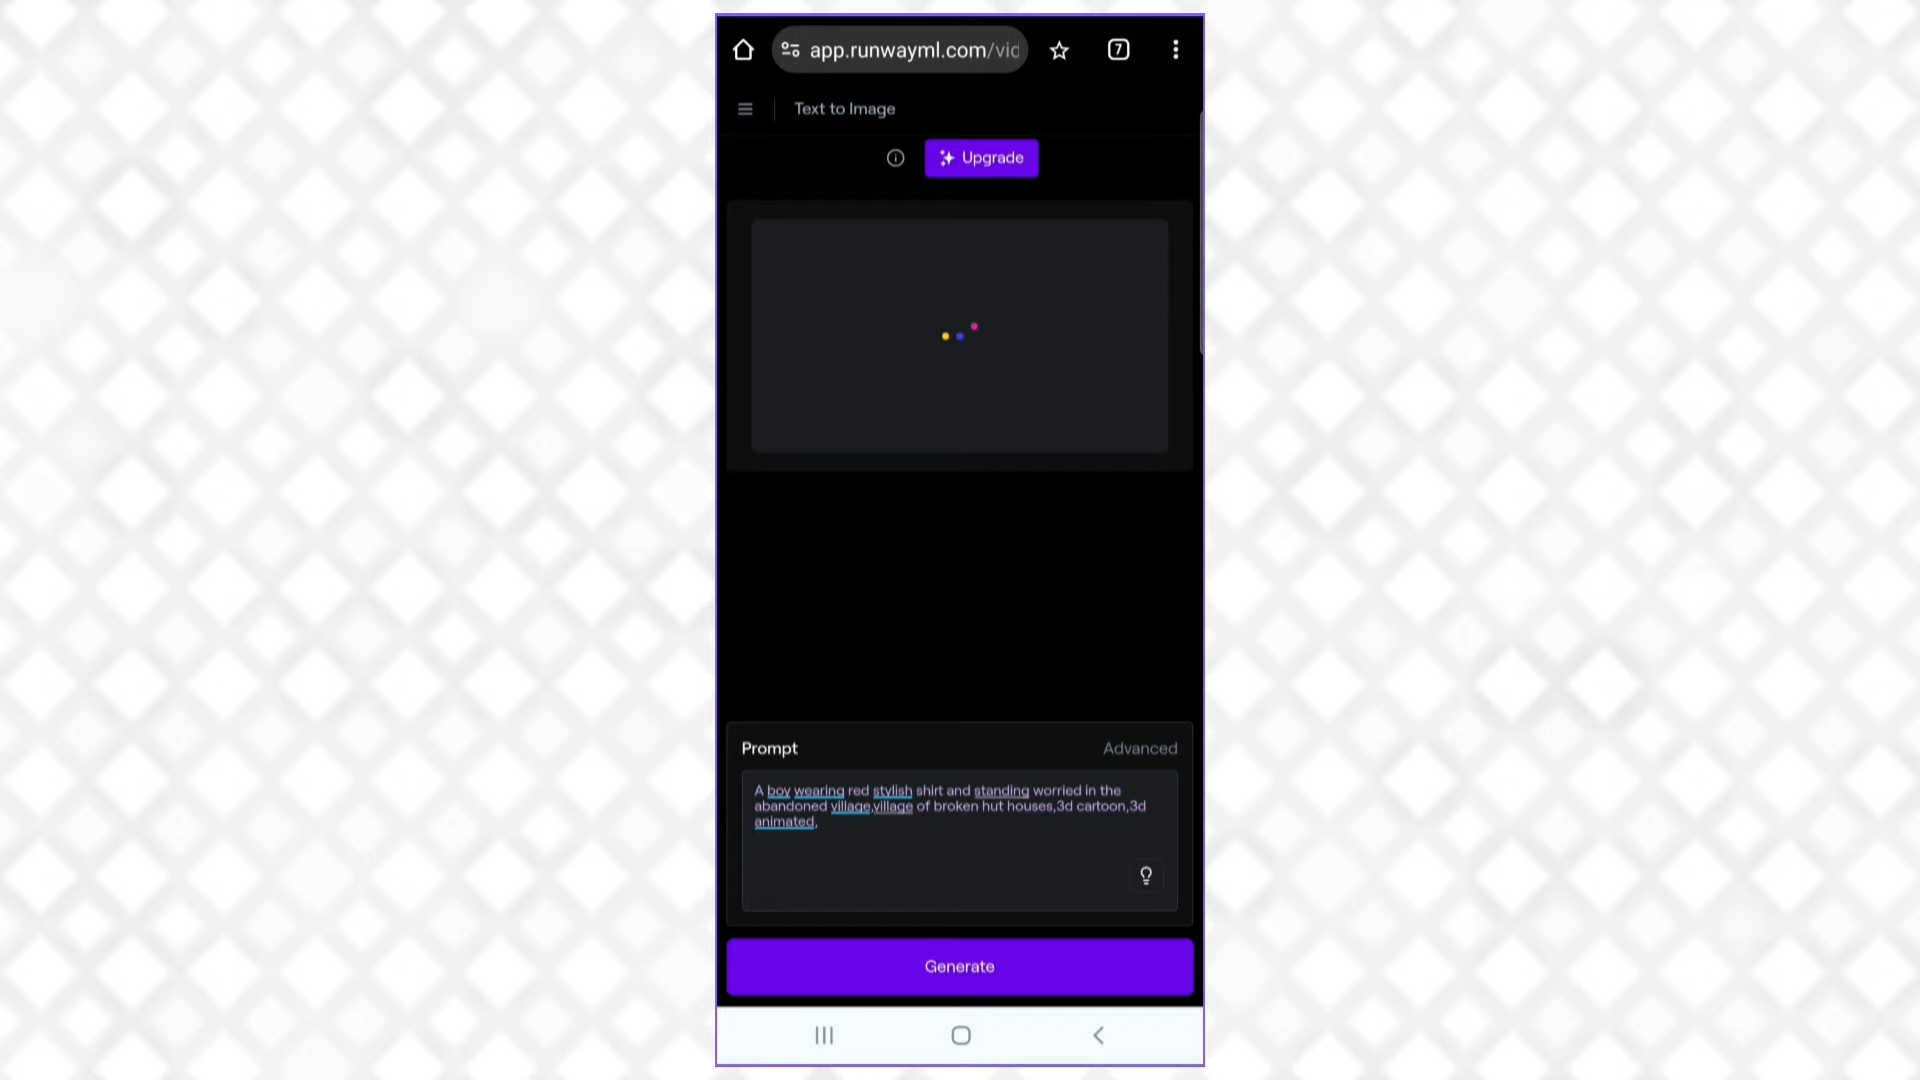 app.runwayml.com/vic
7
Text to Image
Upgrade
Prompt
Advanced
A boy wearing red stylish shirt and standing worried in the
abandoned village,village of broken hut houses,3d cartoon,3d
animated,
Generate